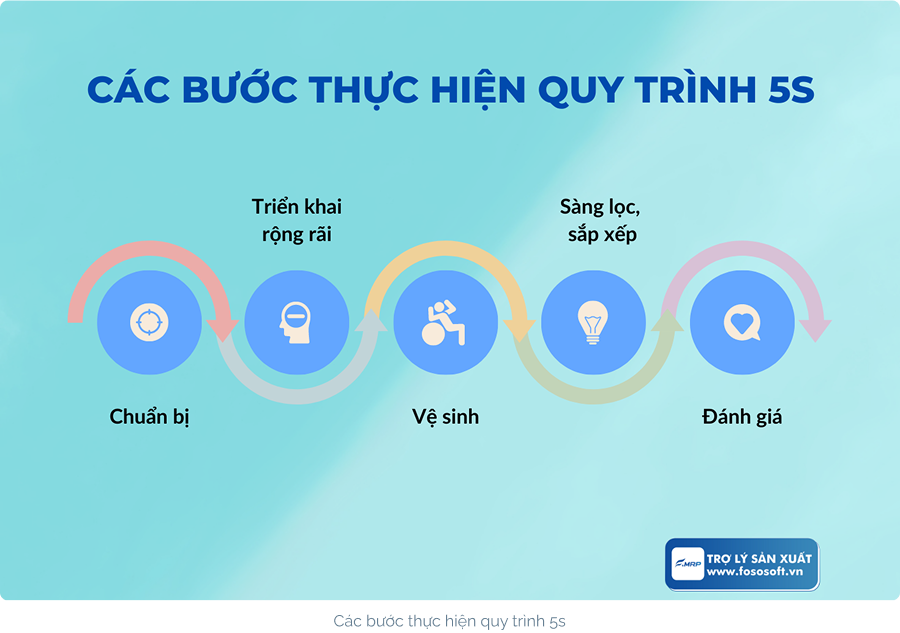 CÁC BƯỚC THỰC HIỆN QUY TRÌNH 5S
Triển khai
rộng rãi
Sàng lọc,
sắp xếp
Chuẩn bị
Vệ sinh
Đánh giá
MRP
TRỢ LÝ SẢN XUẤT
www.fososoft.vn
Các bước thực hiện quy trình 5s